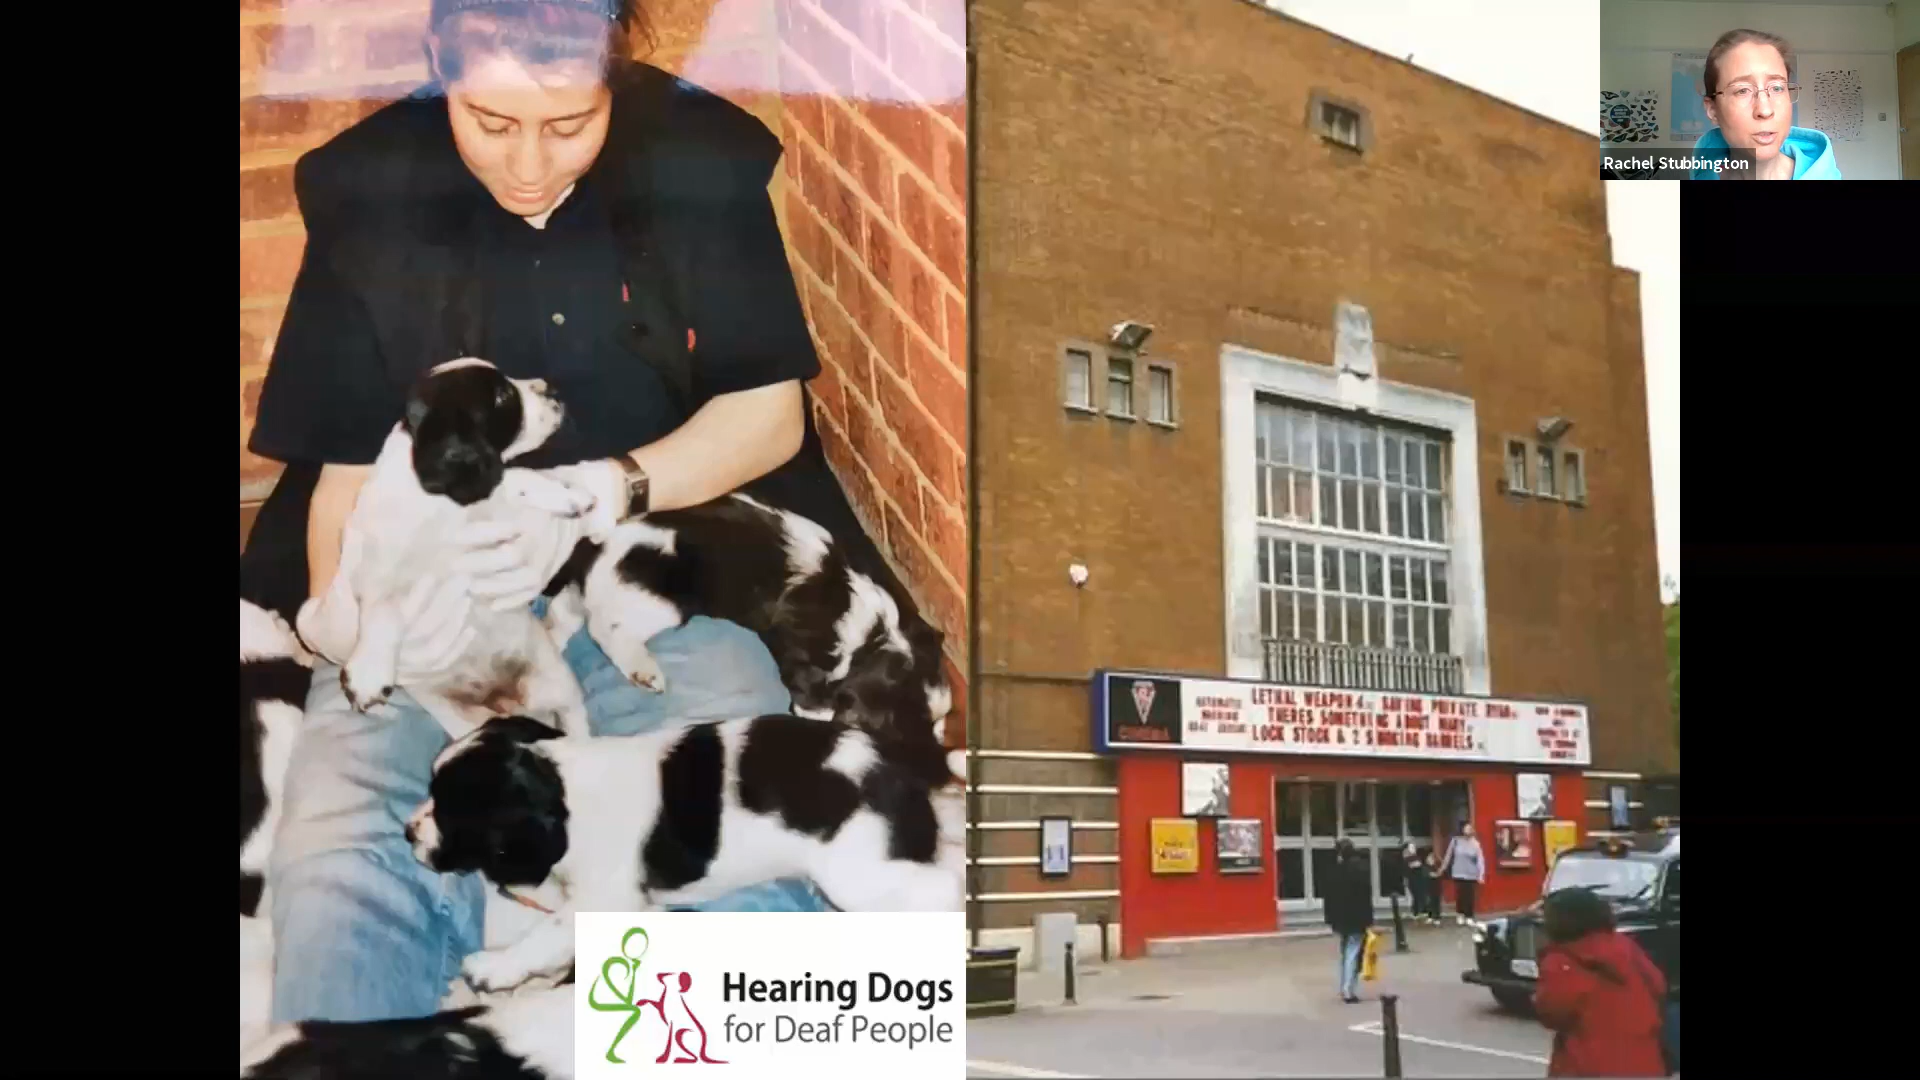 Rachel Stubbington
LETHAL WEAPON 4 SAVING PRIVATE RYAN
THERES SOMETHING ABOUT MARY
LOCK STOCK & 2 SMOKING BARRELS
CINEMA
Hearing Dogs
for Deaf People